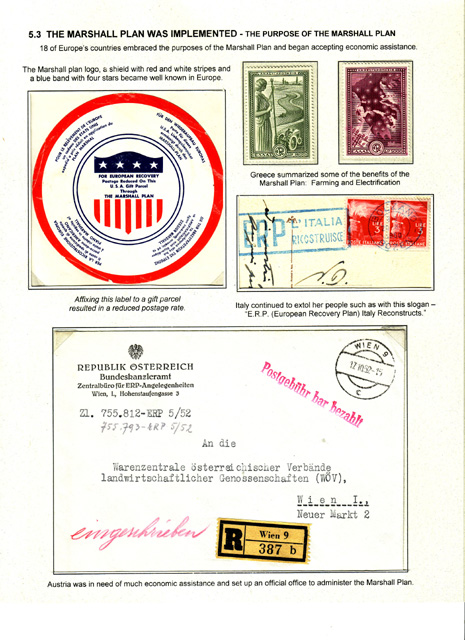 5.3 THE MARSHALL PLAN WAS IMPLEMENTED - THE PURPOSE OF THE MARSHALL PLAN
18 of Europe's countries embraced the purposes of the Marshall Plan and began accepting economic assistance.
The Marshall plan logo, a shield with red and white stripes and
a blue band with four stars became well known in Europe.
FOR EUROPEAN RECOVERY
Postage Reduced On This
U.S.A. Gift Parcel
Through
THE MARSHALL PLAN
Affixing this label to a gift parcel
resulted in a reduced postage rate.
Greece summarized some of the benefits of the
Marshall Plan: Farming and Electrification
ERP
L'ITALIA
RICOSTRUISCE
Italy continued to extol her people such as with this slogan –
"E.R.P. (European Recovery Plan) Italy Reconstructs."
REPUBLIK ÖSTERREICH
Bundeskanzleramt
Zentralbüro für ERP-Angelegenheiten
Wien, I., Hohenstaufengasse 3
Zl. 755.812-ERP 5/52
755.793-ERP 5/52
Postgebühr bar bezahlt
WIEN 9
An die
Warenzentrale österreichischer Verbände
landwirtschaftlicher Genossenschaften (WÖV),
Wien I.,
Neuer Markt 2
eingeschrieben
R
Wien 9
387 b
Austria was in need of much economic assistance and set up an official office to administer the Marshall Plan.